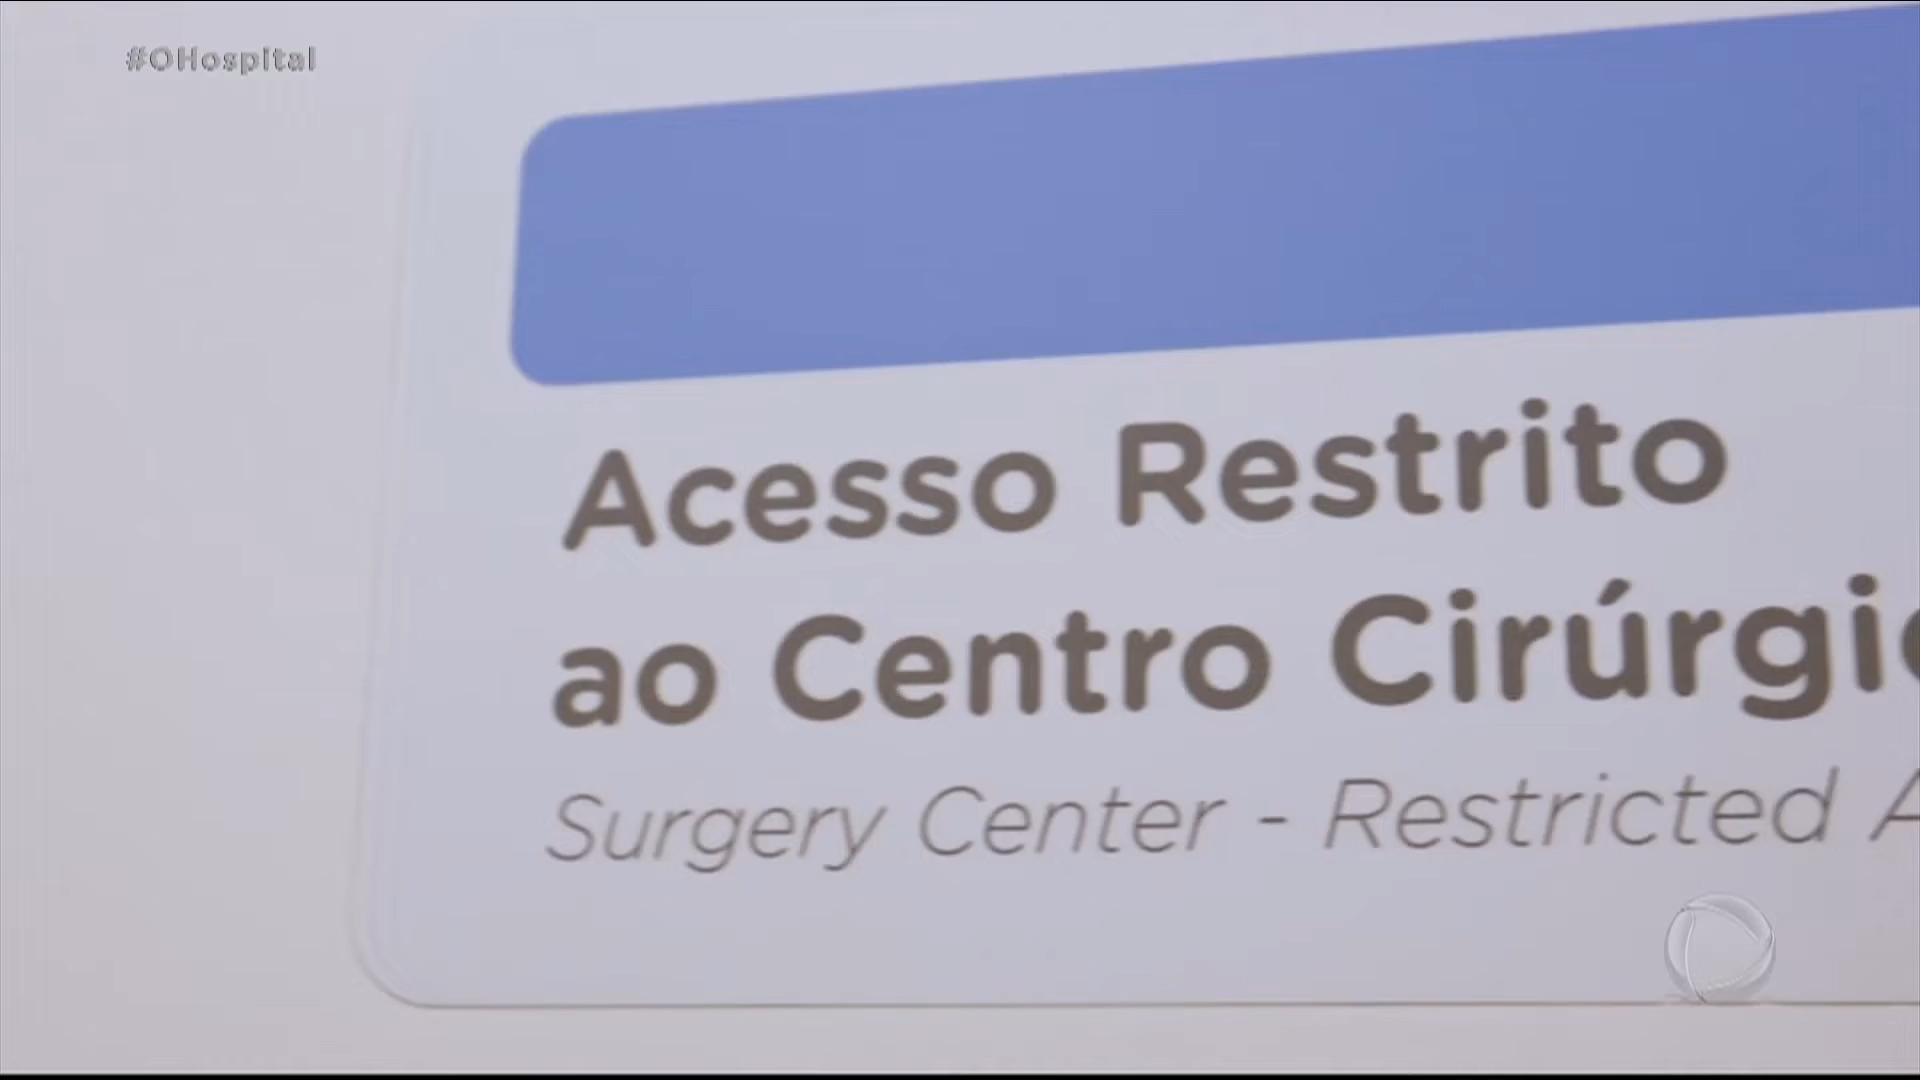 #OHospital
Acesso Restrito
ao Centro Cirúrgi
Surgery Center - Restricted A